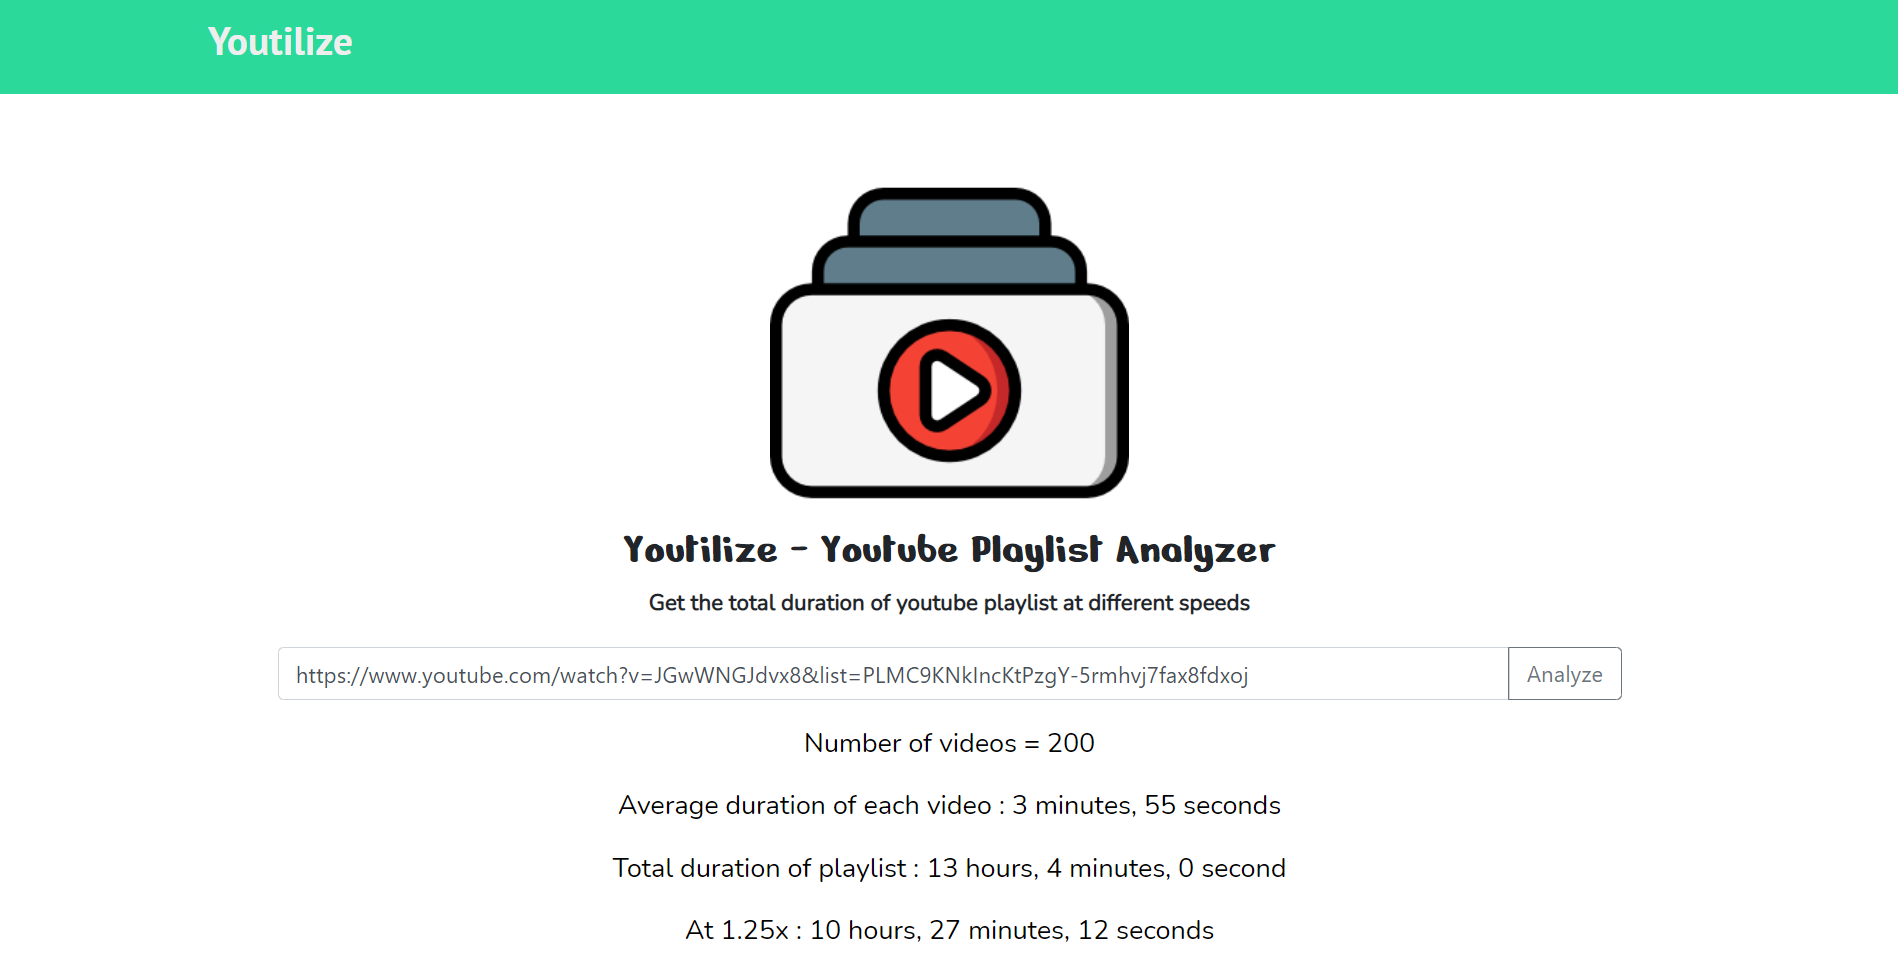 Youtilize
Youtilize - Youtube Playlist Analyzer
Get the total duration of youtube playlist at different speeds
https://www.youtube.com/watch?v=JGwWNGJdvx8&list=PLMC9KNkIncKtPzgY-5rmhvj7fax8fdxoj
Analyze
Number of videos = 200
Average duration of each video : 3 minutes, 55 seconds
Total duration of playlist : 13 hours, 4 minutes, 0 second
At 1.25x : 10 hours, 27 minutes, 12 seconds